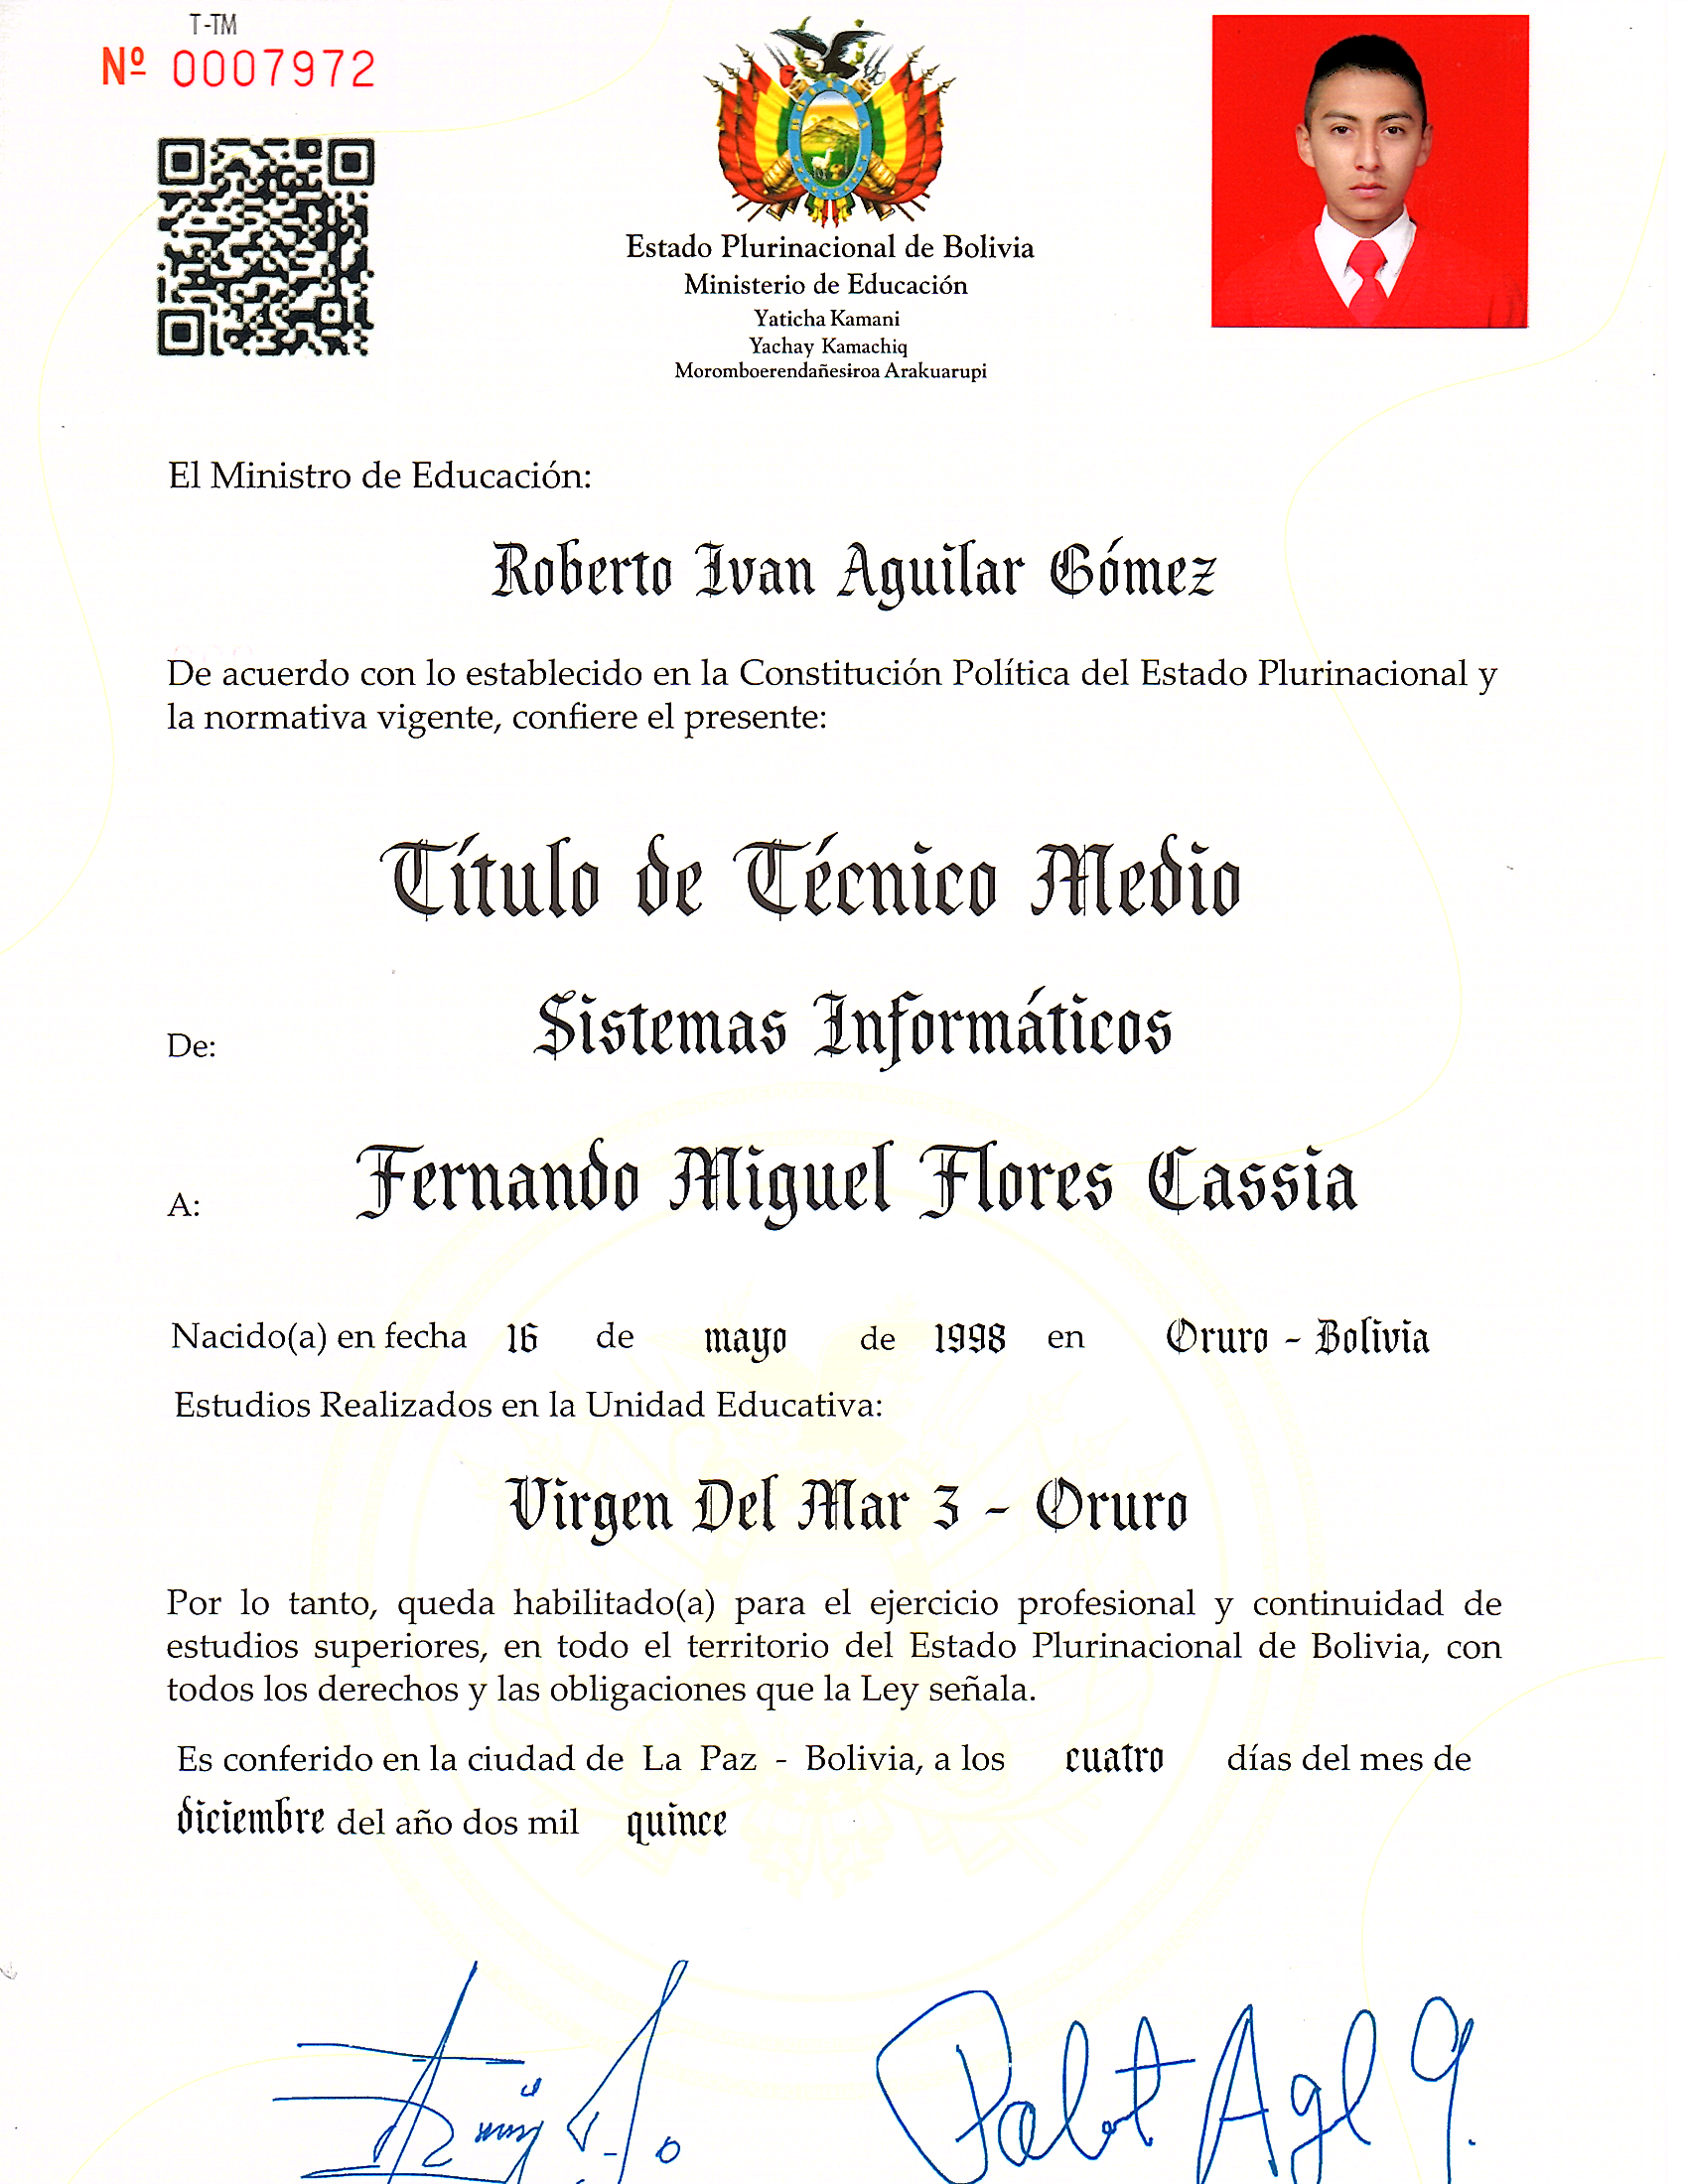 T-TM
Nº 0007972
Estado Plurinacional de Bolivia
Ministerio de Educación
Yaticha Kamani
Yachay Kamachiq
Moromboerendañesiroa Arakuarupi
El Ministro de Educación:
Roberto Ivan Aguilar Gómez
De acuerdo con lo establecido en la Constitución Política del Estado Plurinacional y
la normativa vigente, confiere el presente:
Título de Técnico Medio
De: Sistemas Informáticos
A: Fernando Miguel Flores Cassia
Nacido(a) en fecha 16 de mayo de 1998 en Oruro - Bolivia
Estudios Realizados en la Unidad Educativa:
Virgen Del Mar 3 - Oruro
Por lo tanto, queda habilitado(a) para el ejercicio profesional y continuidad de
estudios superiores, en todo el territorio del Estado Plurinacional de Bolivia, con
todos los derechos y las obligaciones que la Ley señala.
Es conferido en la ciudad de La Paz - Bolivia, a los cuatro días del mes de
diciembre del año dos mil quince